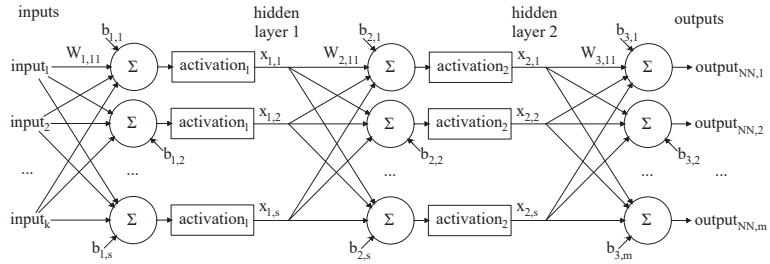 inputs
hidden
layer 1
hidden
layer 2
outputs
b1,1
b2,1
b3,1
input1
W1,11
Σ
activation1
x1,1
W2,11
Σ
activation2
x2,1
W3,11
Σ
outputNN,1
input2
Σ
activation1
x1,2
Σ
activation2
x2,2
Σ
outputNN,2
b1,2
b2,2
b3,2
...
...
...
...
...
inputk
Σ
activation1
x1,s
Σ
activation2
x2,s
Σ
outputNN,m
b1,s
b2,s
b3,m